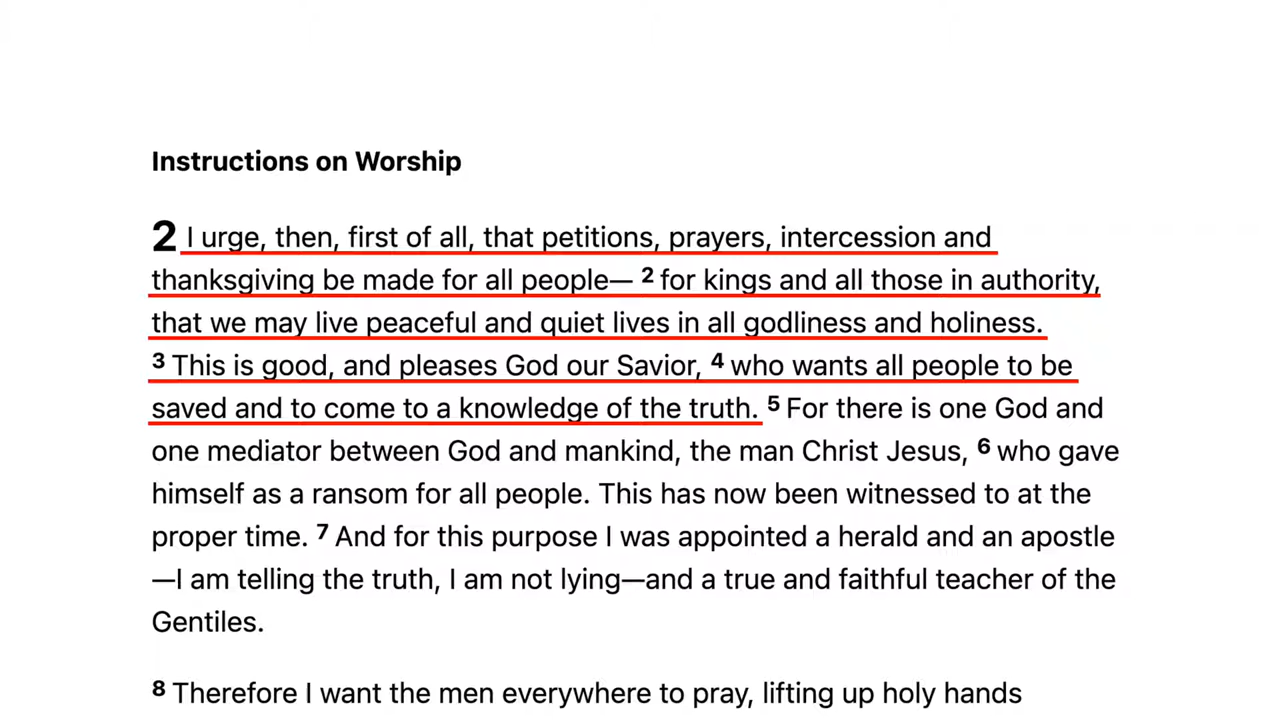 Instructions on Worship
2 I urge, then, first of all, that petitions, prayers, intercession and
thanksgiving be made for all people— 2 for kings and all those in authority,
that we may live peaceful and quiet lives in all godliness and holiness.
3 This is good, and pleases God our Savior, 4 who wants all people to be
saved and to come to a knowledge of the truth. 5 For there is one God and
one mediator between God and mankind, the man Christ Jesus, 6 who gave
himself as a ransom for all people. This has now been witnessed to at the
proper time. 7 And for this purpose I was appointed a herald and an apostle
—I am telling the truth, I am not lying—and a true and faithful teacher of the
Gentiles.
8 Therefore I want the men everywhere to pray, lifting up holy hands